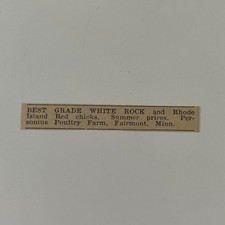 BEST GRADE WHITE ROCK and Rhode
Island Red chicks. Summer prices. Per-
sonius Poultry Farm, Fairmont, Minn.